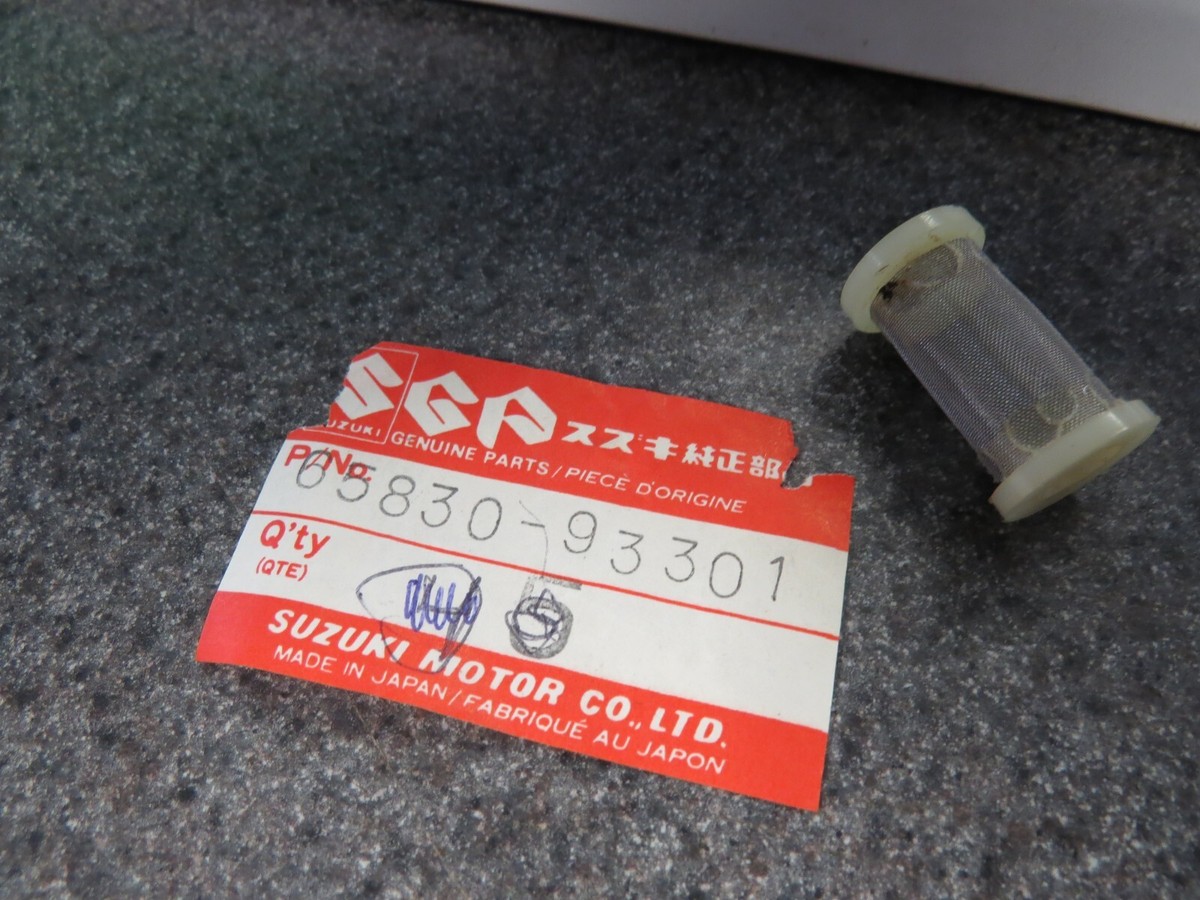 SGP スズキ純正部
SUZUKI
GENUINE PARTS/PIECE D'ORIGINE
P/No.
65830-93301
Q'ty
(QTE)
SUZUKI MOTOR CO., LTD.
MADE IN JAPAN/FABRIQUÉ AU JAPON